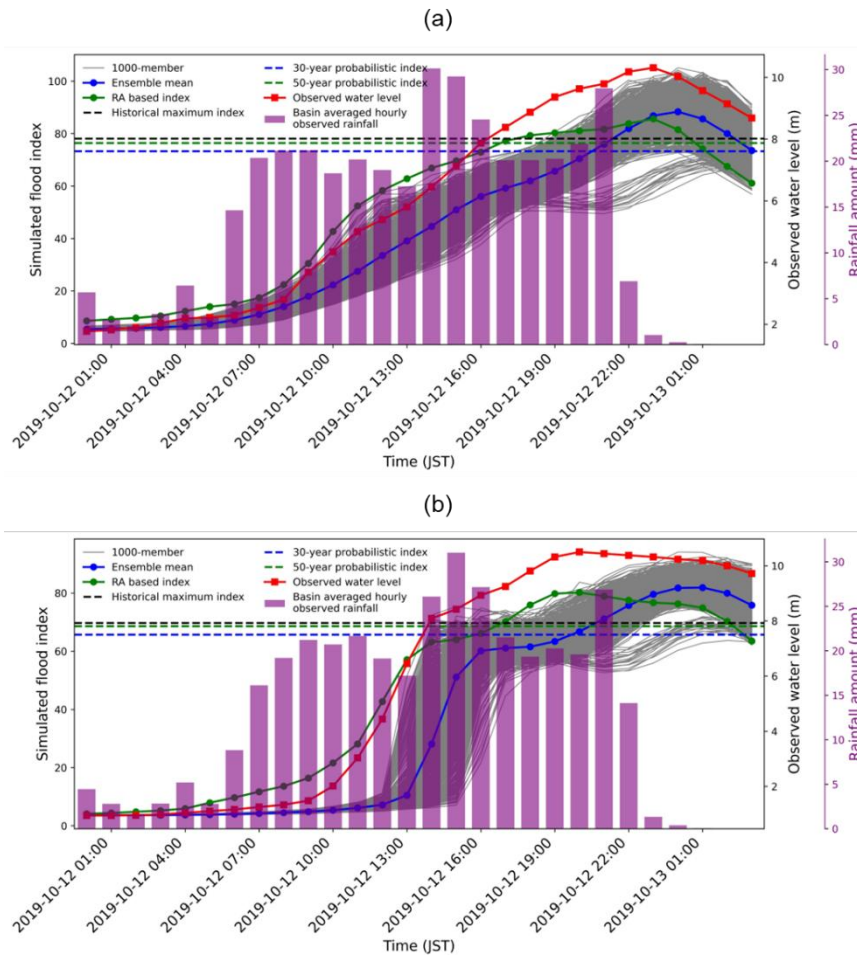 (a)
1000-member
Ensemble mean
RA based index
Historical maximum index
30-year probabilistic index
50-year probabilistic index
Observed water level
Basin averaged hourly
observed rainfall
Simulated flood index
0
20
40
60
80
100
Observed water level (m)
2
4
6
8
10
Rainfall amount (mm)
0
5
10
15
20
25
30
2019-10-12 01:00
2019-10-12 04:00
2019-10-12 07:00
2019-10-12 10:00
2019-10-12 13:00
2019-10-12 16:00
2019-10-12 19:00
2019-10-12 22:00
2019-10-13 01:00
Time (JST)
(b)
1000-member
Ensemble mean
RA based index
Historical maximum index
30-year probabilistic index
50-year probabilistic index
Observed water level
Basin averaged hourly
observed rainfall
Simulated flood index
0
20
40
60
80
Observed water level (m)
2
4
6
8
10
Rainfall amount (mm)
0
5
10
15
20
25
30
2019-10-12 01:00
2019-10-12 04:00
2019-10-12 07:00
2019-10-12 10:00
2019-10-12 13:00
2019-10-12 16:00
2019-10-12 19:00
2019-10-12 22:00
2019-10-13 01:00
Time (JST)